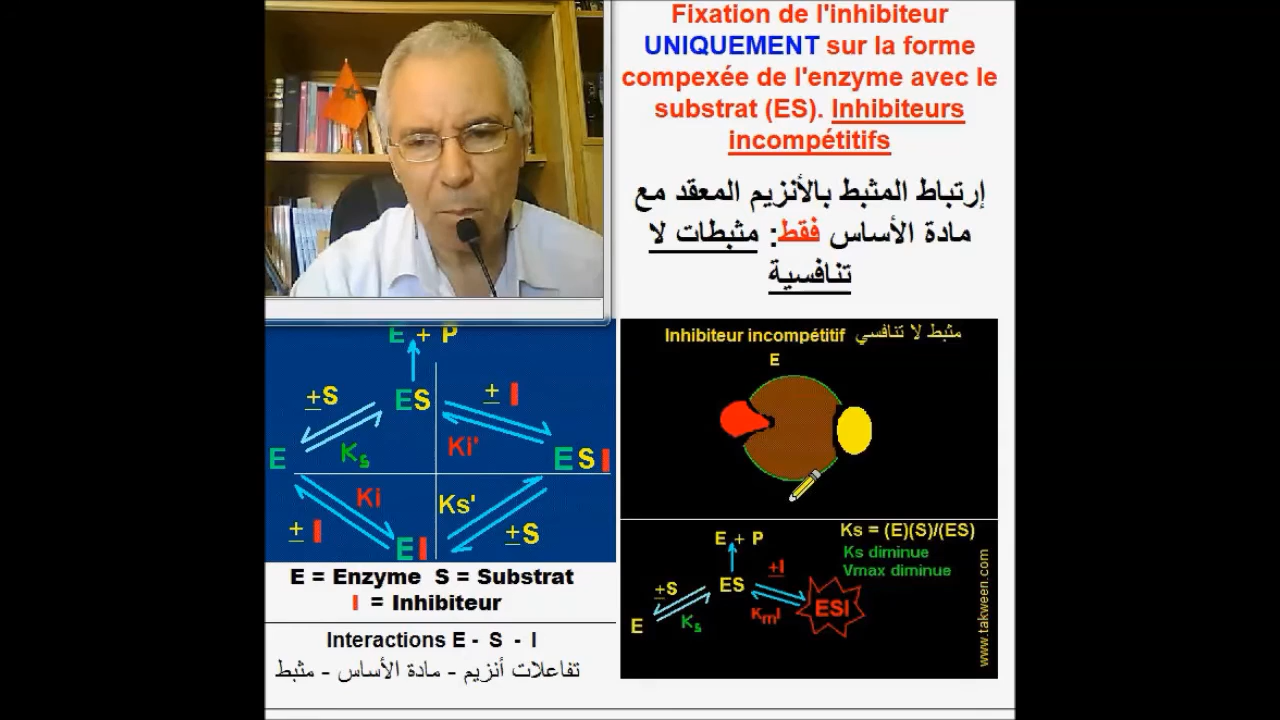 Fixation de l'inhibiteur
UNIQUEMENT sur la forme
compexée de l'enzyme avec le
substrat (ES). Inhibiteurs
incompétitifs
إرتباط المثبط بالأنزيم المعقد مع
مادة الأساس فقط: مثبطات لا
تنافسية
E + P
±S
ES
± I
E
Ks
Ki'
ESI
Ki
Ks'
± I
EI
±S
E = Enzyme S = Substrat
I = Inhibiteur
Interactions E - S - I
تفاعلات أنزيم - مادة الأساس - مثبط
Inhibiteur incompétitif مثبط لا تنافسي
E
E + P
Ks = (E)(S)/(ES)
Ks diminue
Vmax diminue
±S
ES
±I
E
Ks
KmI
ESI
www.takween.com